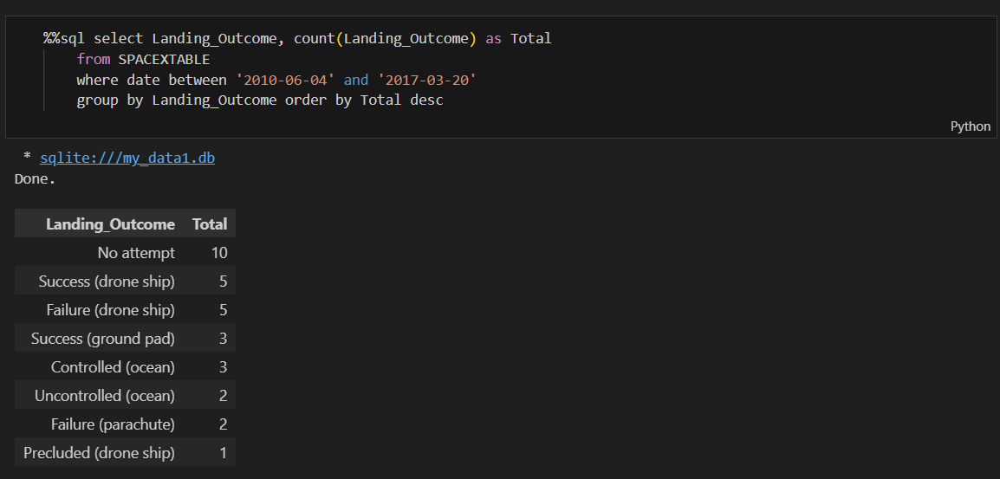 %%sql select Landing_Outcome, count(Landing_Outcome) as Total
from SPACEXTABLE
where date between '2010-06-04' and '2017-03-20'
group by Landing_Outcome order by Total desc
Python
* sqlite:///my_data1.db
Done.
Landing_Outcome Total
No attempt 10
Success (drone ship) 5
Failure (drone ship) 5
Success (ground pad) 3
Controlled (ocean) 3
Uncontrolled (ocean) 2
Failure (parachute) 2
Precluded (drone ship) 1